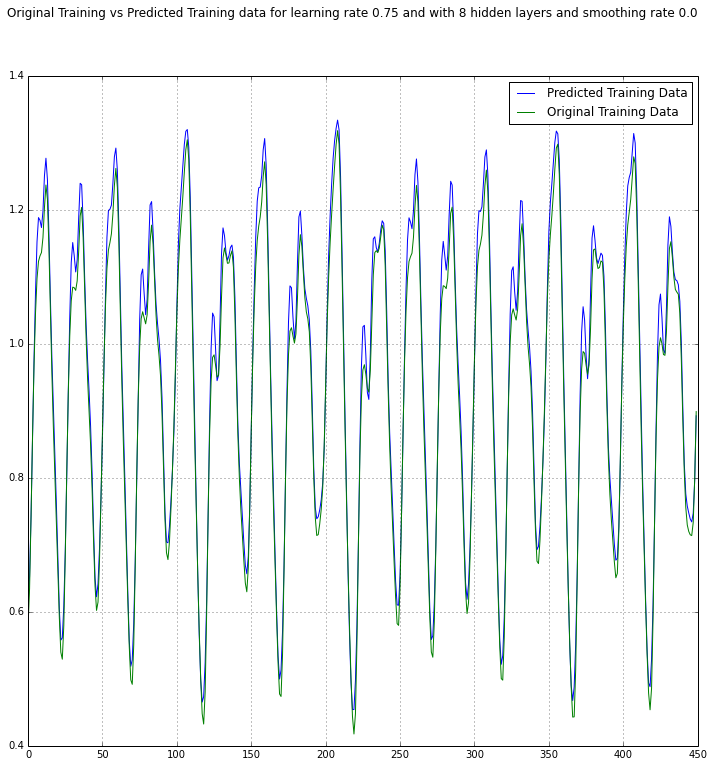 Original Training vs Predicted Training data for learning rate 0.75 and with 8 hidden layers and smoothing rate 0.0
1.4
Predicted Training Data
Original Training Data
1.2
1.0
0.8
0.6
0.4
0 50 100 150 200 250 300 350 400 450